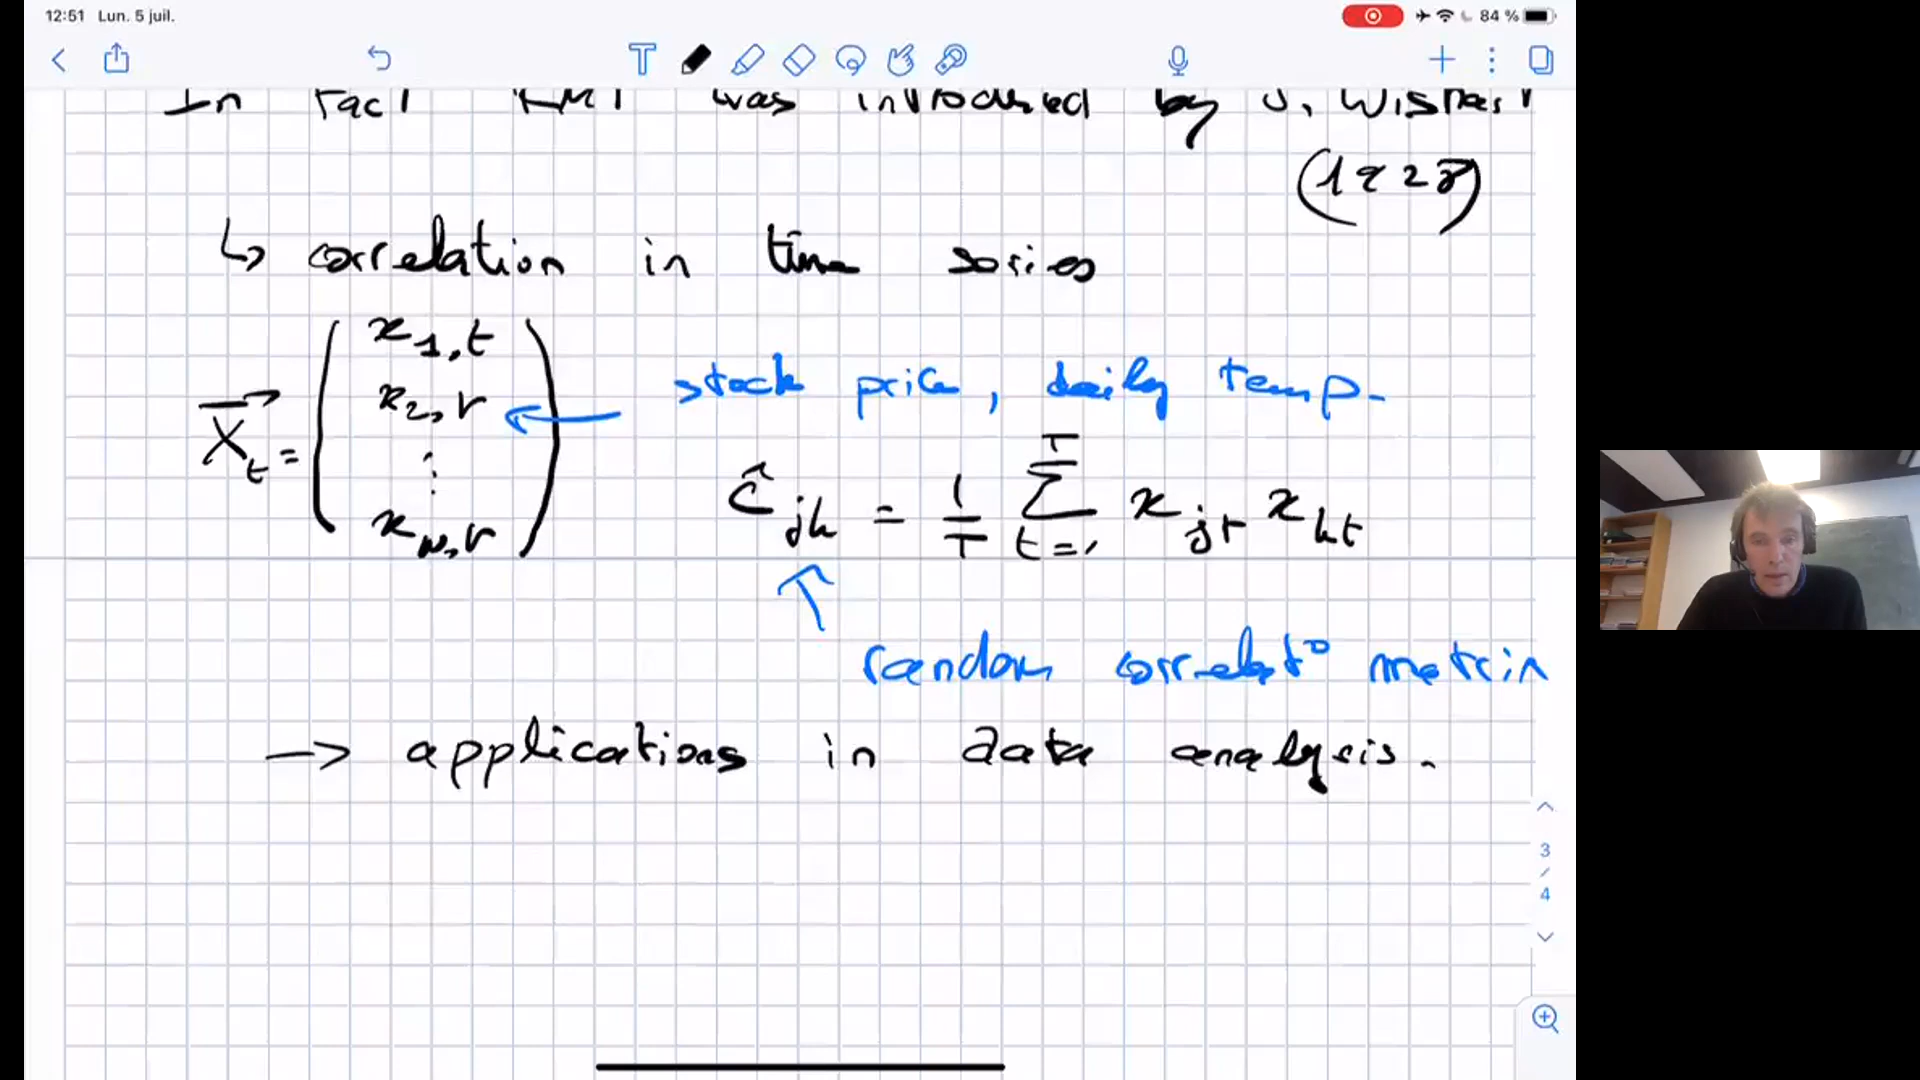 12:51 Lun. 5 juil.
84 %
In fact RMT was introduced by J. Wishart
(1928)
↳ correlation in time series
X⃗_t = ( x_{1,t} x_{2,t} ⋮ x_{N,t} )
← stock price, daily temp.
Ĉ_{jk} = 1/T ∑_{t=1}^{T} x_{jt} x_{kt}
↑
random correlat° matrix
→ applications in data analysis.
3
/
4